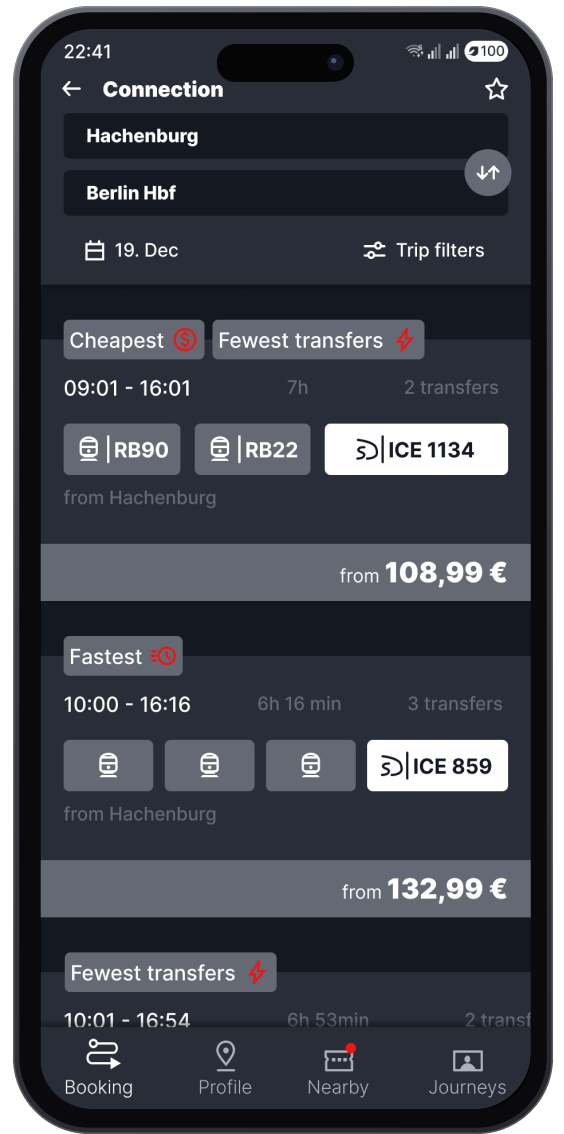 22:41
100
Connection
Hachenburg
Berlin Hbf
19. Dec
Trip filters
Cheapest
Fewest transfers
09:01 - 16:01
7h
2 transfers
RB90
RB22
ICE 1134
from Hachenburg
from 108,99 €
Fastest
10:00 - 16:16
6h 16 min
3 transfers
ICE 859
from Hachenburg
from 132,99 €
Fewest transfers
10:01 - 16:54
6h 53min
2 transf
Booking
Profile
Nearby
Journeys